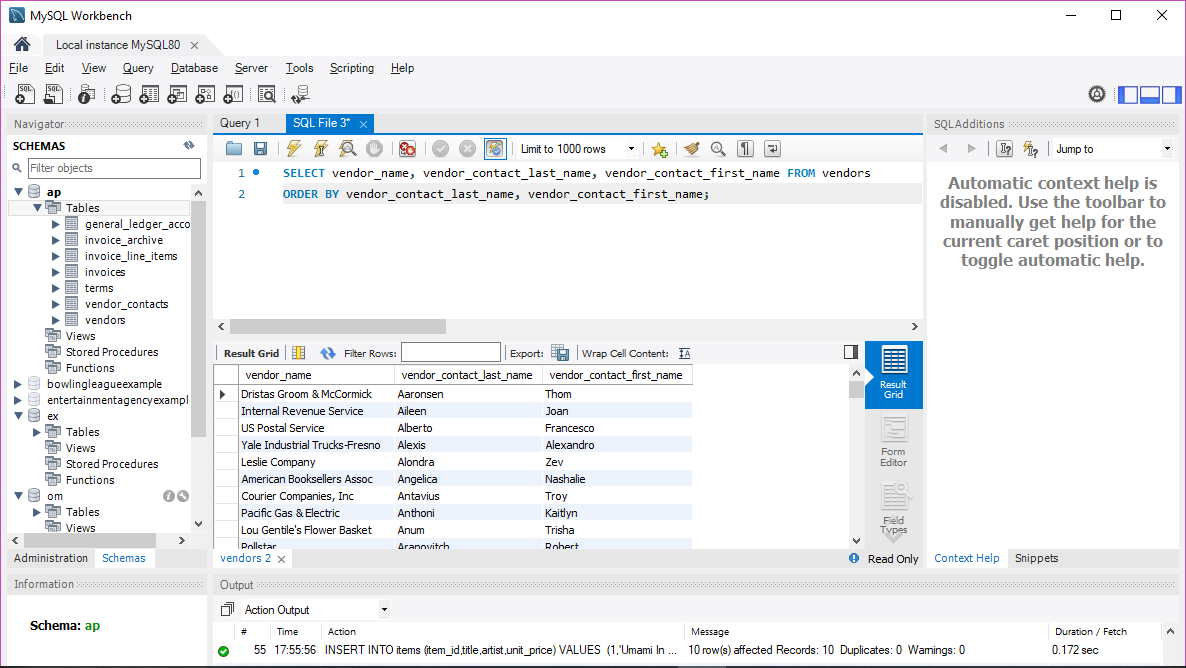 MySQL Workbench
Local instance MySQL80
File Edit View Query Database Server Tools Scripting Help
Navigator
SCHEMAS
Filter objects
ap
Tables
general_ledger_acco
invoice_archive
invoice_line_items
invoices
terms
vendor_contacts
vendors
Views
Stored Procedures
Functions
bowlingleagueexample
entertainmentagencyexampl
ex
Tables
Views
Stored Procedures
Functions
om
Tables
Views
Administration Schemas
Information
Schema: ap
Query 1 SQL File 3*
Limit to 1000 rows
1 SELECT vendor_name, vendor_contact_last_name, vendor_contact_first_name FROM vendors
2 ORDER BY vendor_contact_last_name, vendor_contact_first_name;
Result Grid Filter Rows: Export: Wrap Cell Content:
vendor_name vendor_contact_last_name vendor_contact_first_name
Dristas Groom & McCormick Aaronsen Thom
Internal Revenue Service Aileen Joan
US Postal Service Alberto Francesco
Yale Industrial Trucks-Fresno Alexis Alexandro
Leslie Company Alondra Zev
American Booksellers Assoc Angelica Nashalie
Courier Companies, Inc Antavius Troy
Pacific Gas & Electric Anthoni Kaitlyn
Lou Gentile's Flower Basket Anum Trisha
Pollstar Aranovitch Robert
Result
Grid
Form
Editor
Field
Types
vendors 2
Read Only
SQLAdditions
Jump to
Automatic context help is
disabled. Use the toolbar to
manually get help for the
current caret position or to
toggle automatic help.
Context Help Snippets
Output
Action Output
# Time Action Message Duration / Fetch
55 17:55:56 INSERT INTO items (item_id,title,artist,unit_price) VALUES (1,'Umami In ... 10 row(s) affected Records: 10 Duplicates: 0 Warnings: 0 0.172 sec